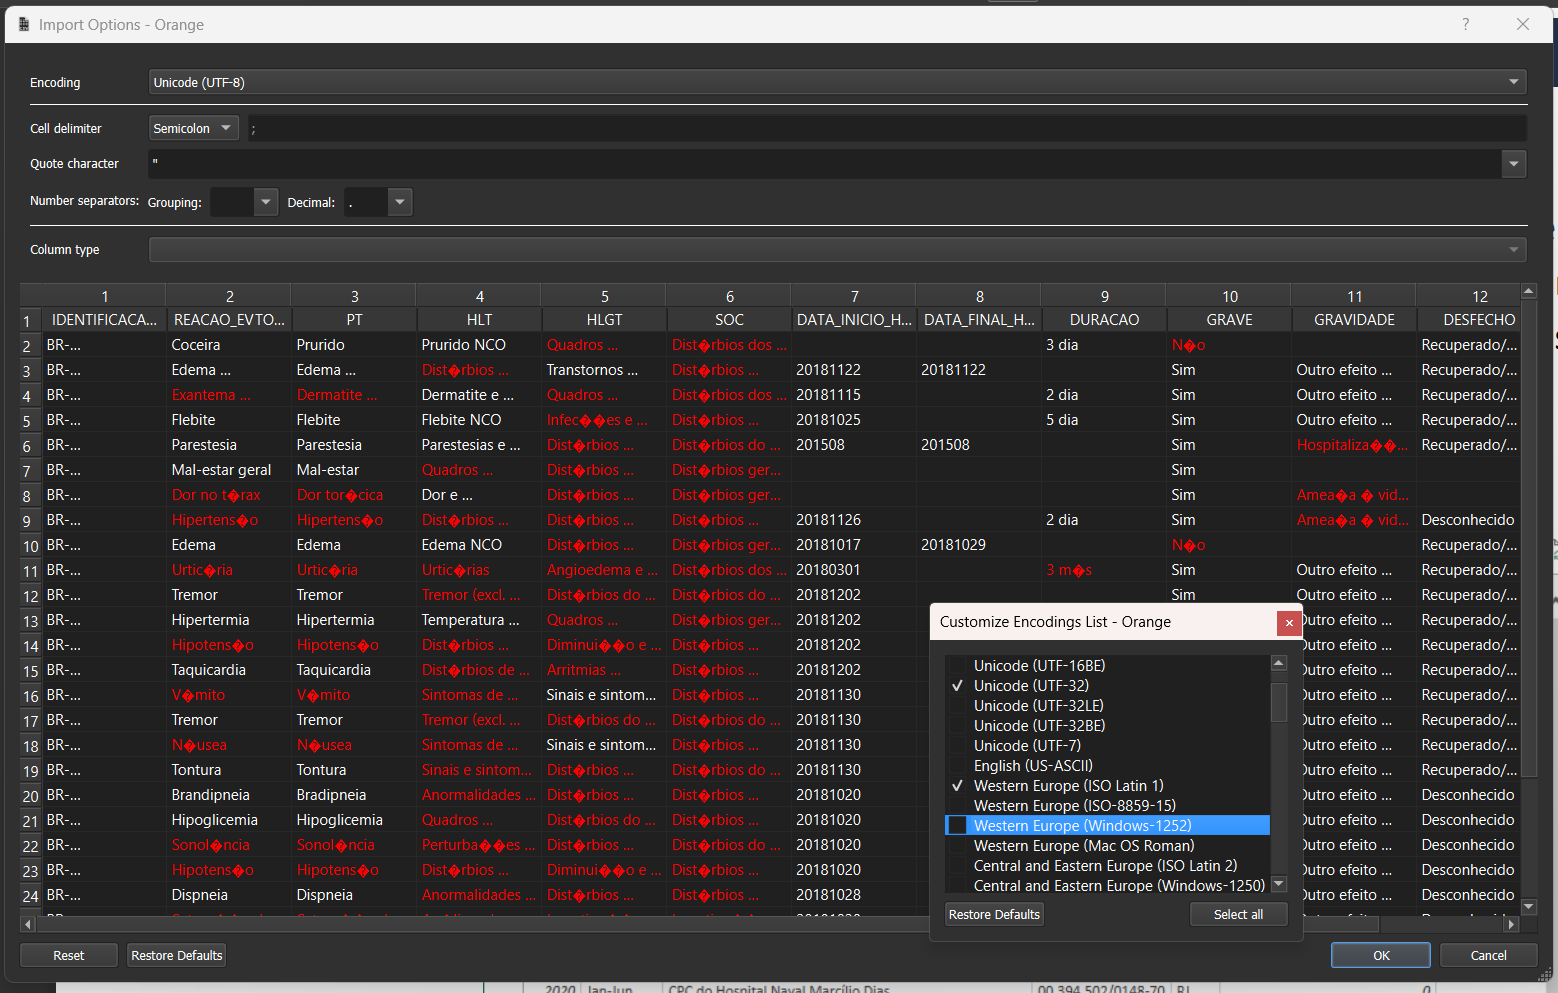 Import Options - Orange
?
Encoding Unicode (UTF-8)
Cell delimiter Semicolon ;
Quote character "
Number separators: Grouping: Decimal: .
Column type
1 2 3 4 5 6 7 8 9 10 11 12
1 IDENTIFICACA... REACAO_EVTO... PT HLT HLGT SOC DATA_INICIO_H... DATA_FINAL_H... DURACAO GRAVE GRAVIDADE DESFECHO
2 BR-... Coceira Prurido Prurido NCO Quadros ... Dist�rbios dos ... 3 dia N�o Recuperado/...
3 BR-... Edema ... Edema ... Dist�rbios ... Transtornos ... Dist�rbios ... 20181122 20181122 Sim Outro efeito ... Recuperado/...
4 BR-... Exantema ... Dermatite ... Dermatite e ... Quadros ... Dist�rbios dos ... 20181115 2 dia Sim Outro efeito ... Recuperado/...
5 BR-... Flebite Flebite Flebite NCO Infec��es e ... Dist�rbios ... 20181025 5 dia Sim Outro efeito ... Recuperado/...
6 BR-... Parestesia Parestesia Parestesias e ... Dist�rbios ... Dist�rbios do ... 201508 201508 Sim Hospitaliza��... Recuperado/...
7 BR-... Mal-estar geral Mal-estar Quadros ... Dist�rbios ... Dist�rbios ger... Sim
8 BR-... Dor no t�rax Dor tor�cica Dor e ... Dist�rbios ... Dist�rbios ger... Sim Amea�a � vid...
9 BR-... Hipertens�o Hipertens�o Dist�rbios ... Dist�rbios ... Dist�rbios ... 20181126 2 dia Sim Amea�a � vid... Desconhecido
10 BR-... Edema Edema Edema NCO Dist�rbios ... Dist�rbios ger... 20181017 20181029 N�o Recuperado/...
11 BR-... Urtic�ria Urtic�ria Urtic�rias Angioedema e ... Dist�rbios dos ... 20180301 3 m�s Sim Outro efeito ... Recuperado/...
12 BR-... Tremor Tremor Tremor (excl. ... Dist�rbios do ... Dist�rbios do ... 20181202 Sim Outro efeito ... Recuperado/...
13 BR-... Hipertermia Hipertermia Temperatura ... Quadros ... Dist�rbios ger... 20181202 Outro efeito ... Recuperado/...
14 BR-... Hipotens�o Hipotens�o Dist�rbios ... Diminui��o e ... Dist�rbios ... 20181202 Outro efeito ... Recuperado/...
15 BR-... Taquicardia Taquicardia Dist�rbios de ... Arritmias ... Dist�rbios ... 20181202 Outro efeito ... Recuperado/...
16 BR-... V�mito V�mito Sintomas de ... Sinais e sintom... Dist�rbios ... 20181130 Outro efeito ... Recuperado/...
17 BR-... Tremor Tremor Tremor (excl. ... Dist�rbios do ... Dist�rbios do ... 20181130 Outro efeito ... Recuperado/...
18 BR-... N�usea N�usea Sintomas de ... Sinais e sintom... Dist�rbios ... 20181130 Outro efeito ... Recuperado/...
19 BR-... Tontura Tontura Sinais e sintom... Dist�rbios ... Dist�rbios do ... 20181130 Outro efeito ... Recuperado/...
20 BR-... Brandipneia Bradipneia Anormalidades ... Dist�rbios ... Dist�rbios ... 20181020 Outro efeito ... Desconhecido
21 BR-... Hipoglicemia Hipoglicemia Quadros ... Dist�rbios do ... Dist�rbios ... 20181020 Outro efeito ... Desconhecido
22 BR-... Sonol�ncia Sonol�ncia Perturba��es ... Dist�rbios ... Dist�rbios do ... 20181020 Outro efeito ... Desconhecido
23 BR-... Hipotens�o Hipotens�o Dist�rbios ... Diminui��o e ... Dist�rbios ... 20181020 Outro efeito ... Desconhecido
24 BR-... Dispneia Dispneia Anormalidades ... Dist�rbios ... Dist�rbios ... 20181028 Outro efeito ... Desconhecido
Customize Encodings List - Orange
Unicode (UTF-16BE)
Unicode (UTF-32)
Unicode (UTF-32LE)
Unicode (UTF-32BE)
Unicode (UTF-7)
English (US-ASCII)
Western Europe (ISO Latin 1)
Western Europe (ISO-8859-15)
Western Europe (Windows-1252)
Western Europe (Mac OS Roman)
Central and Eastern Europe (ISO Latin 2)
Central and Eastern Europe (Windows-1250)
Restore Defaults Select all
Reset Restore Defaults OK Cancel
2020 Jan-Jun CPC do Hospital Naval Marcílio Dias 00.394.502/0148-70 RJ 0